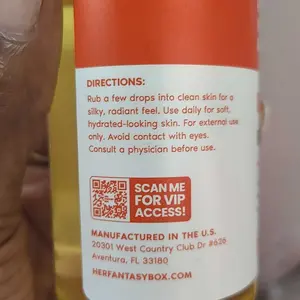 DIRECTIONS:
Rub a few drops into clean skin for a
silky, radiant feel. Use daily for soft,
hydrated-looking skin. For external use
only. Avoid contact with eyes.
Consult a physician before use.
SCAN ME
FOR VIP
ACCESS!
MANUFACTURED IN THE U.S.
20301 West Country Club Dr #626
Aventura, FL 33180
HERFANTASYBOX.COM